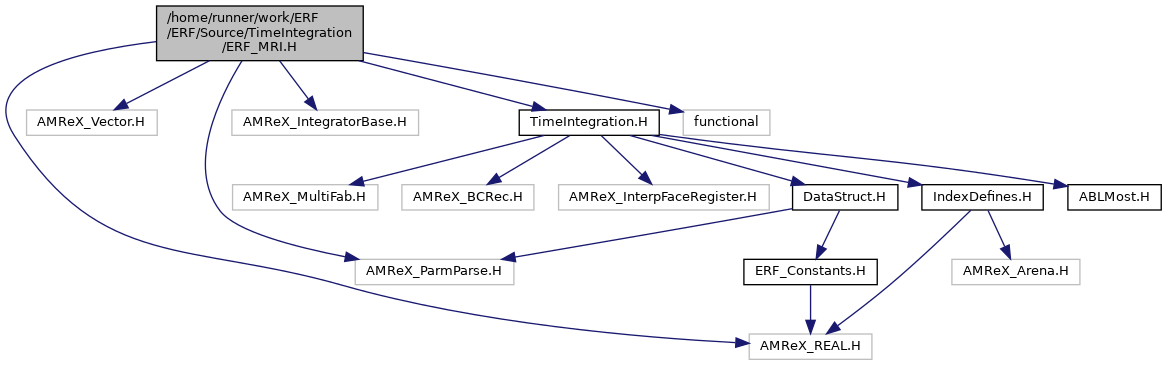 /home/runner/work/ERF
/ERF/Source/TimeIntegration
/ERF_MRI.H
AMReX_Vector.H
AMReX_IntegratorBase.H
TimeIntegration.H
functional
AMReX_MultiFab.H
AMReX_BCRec.H
AMReX_InterpFaceRegister.H
DataStruct.H
IndexDefines.H
ABLMost.H
AMReX_ParmParse.H
ERF_Constants.H
AMReX_Arena.H
AMReX_REAL.H